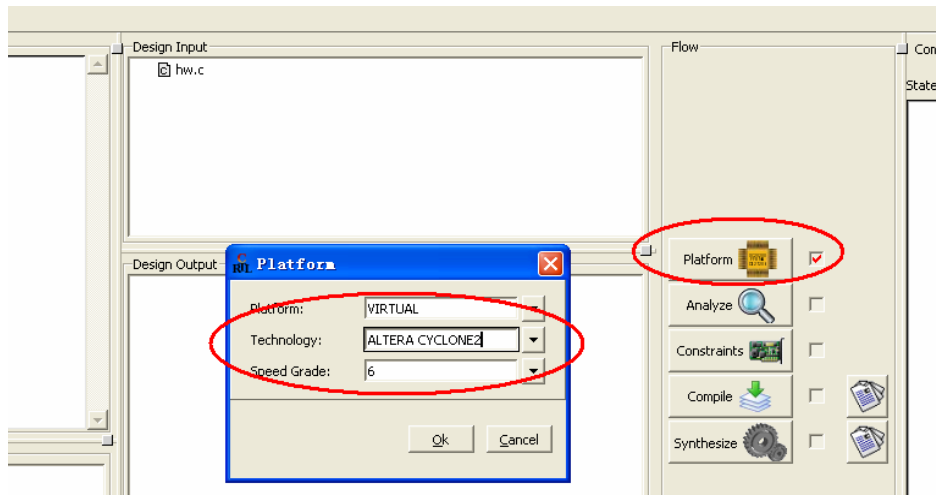 Design Input
Flow
Con
hw.c
State
Platform
Design Output
RTL Platform
Platform:
VIRTUAL
Analyze
Technology:
ALTERA CYCLONE2
Constraints
Speed Grade:
6
Compile
Ok
Cancel
Synthesize